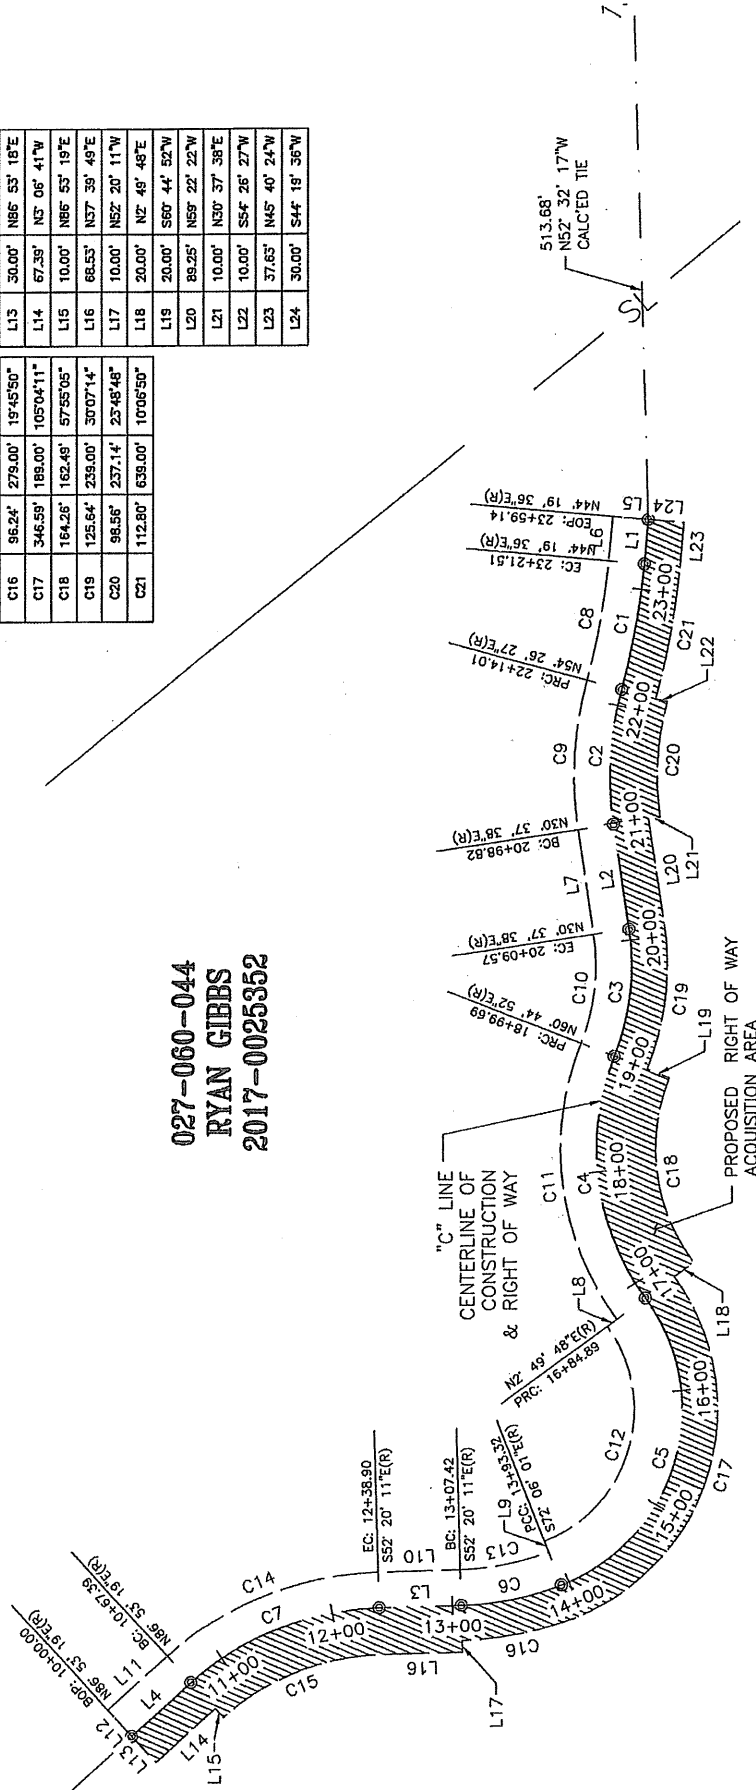 L13 30.00' N86° 53' 18"E
L14 67.39' N3° 06' 41"W
L15 10.00' N86° 53' 19"E
L16 68.53' N37° 39' 49"E
L17 10.00' N52° 20' 11"W
L18 20.00' N2° 49' 48"E
L19 20.00' S60° 44' 52"W
L20 89.25' N59° 22' 22"W
L21 10.00' N30° 37' 38"E
L22 10.00' S54° 26' 27"W
L23 37.63' N45° 40' 24"W
L24 30.00' S44° 19' 36"W
C16 96.24' 279.00' 19°45'50"
C17 346.59' 189.00' 105°04'11"
C18 164.26' 162.49' 57°55'05"
C19 125.64' 239.00' 30°07'14"
C20 98.56' 237.14' 23°48'48"
C21 112.80' 639.00' 10°06'50"
027-060-044
RYAN GIBBS
2017-0025352
513.68'
N52° 32' 17"W
CALC'ED TIE
SL
"C" LINE
CENTERLINE OF
CONSTRUCTION
& RIGHT OF WAY
PROPOSED RIGHT OF WAY
ACQUISITION AREA
BOP: 10+00.00
N86° 53' 19"E(R)
BC: 10+67.39
N86° 53' 19"E(R)
EC: 12+38.90
S52° 20' 11"E(R)
BC: 13+07.42
S52° 20' 11"E(R)
PCC: 13+93.32
S72° 06' 01"E(R)
N2° 49' 48"E(R)
PRC: 16+84.89
PRC: 18+99.69
N60° 44' 52"E(R)
EC: 20+09.57
N30° 37' 38"E(R)
BC: 20+98.82
N30° 37' 38"E(R)
PRC: 22+14.01
N54° 26' 27"E(R)
EC: 23+21.51
N44° 19' 36"E(R)
EOP: 23+59.14
N44° 19' 36"E(R)
L13
L12
L11
L4
L14
L15
11+00
C7
C14
C15
12+00
L3
L10
L16
L17
13+00
C6
C13
L9
C16
14+00
C12
C5
15+00
C17
16+00
L8
L18
17+00
C11
C4
18+00
C18
L19
19+00
C10
C3
C19
20+00
L7
L2
L20
L21
21+00
C9
C2
C20
22+00
L22
C8
C1
C21
23+00
L6
L1
L5
L24
L23